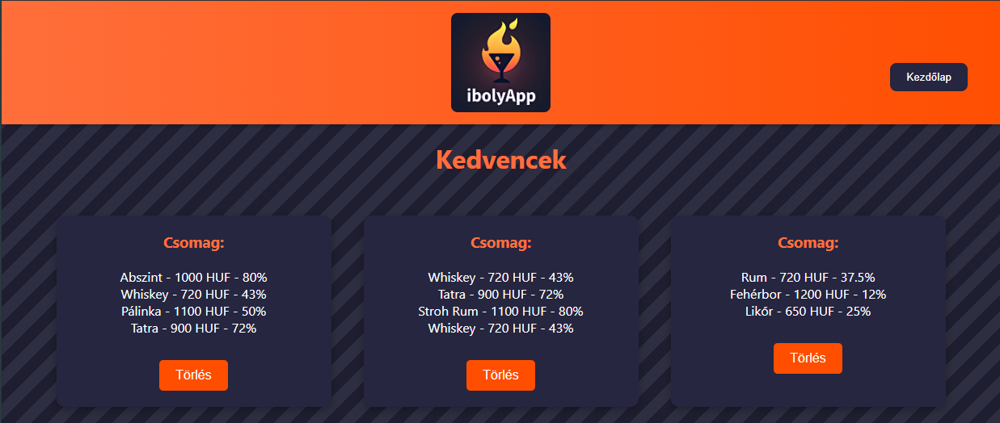 ibolyApp
Kezdőlap
Kedvencek
Csomag:
Abszint - 1000 HUF - 80%
Whiskey - 720 HUF - 43%
Pálinka - 1100 HUF - 50%
Tatra - 900 HUF - 72%
Törlés
Csomag:
Whiskey - 720 HUF - 43%
Tatra - 900 HUF - 72%
Stroh Rum - 1100 HUF - 80%
Whiskey - 720 HUF - 43%
Törlés
Csomag:
Rum - 720 HUF - 37.5%
Fehérbor - 1200 HUF - 12%
Likőr - 650 HUF - 25%
Törlés